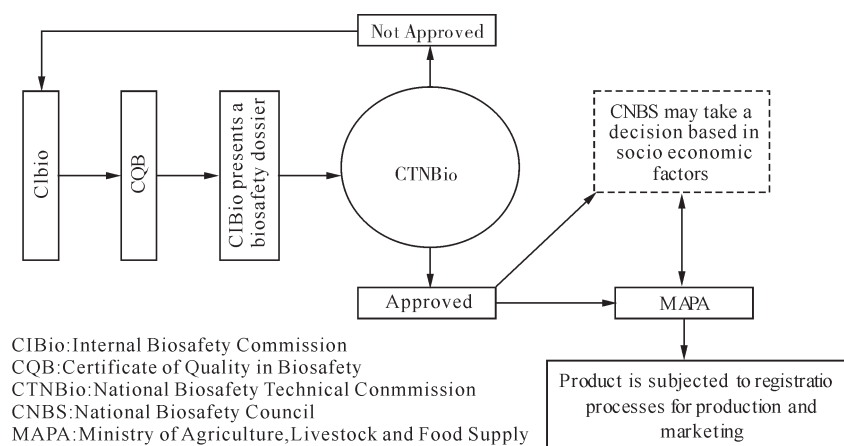 Not Approved
CIbio
CQB
CIBio presents a
biosafety dossier
CTNBio
CNBS may take a
decision based in
socio economic
factors
Approved
MAPA
CIBio:Internal Biosafety Commission
CQB:Certificate of Quality in Biosafety
CTNBio:National Biosafety Technical Conmmission
CNBS:National Biosafety Council
MAPA:Ministry of Agriculture,Livestock and Food Supply
Product is subjected to registratio
processes for production and
marketing